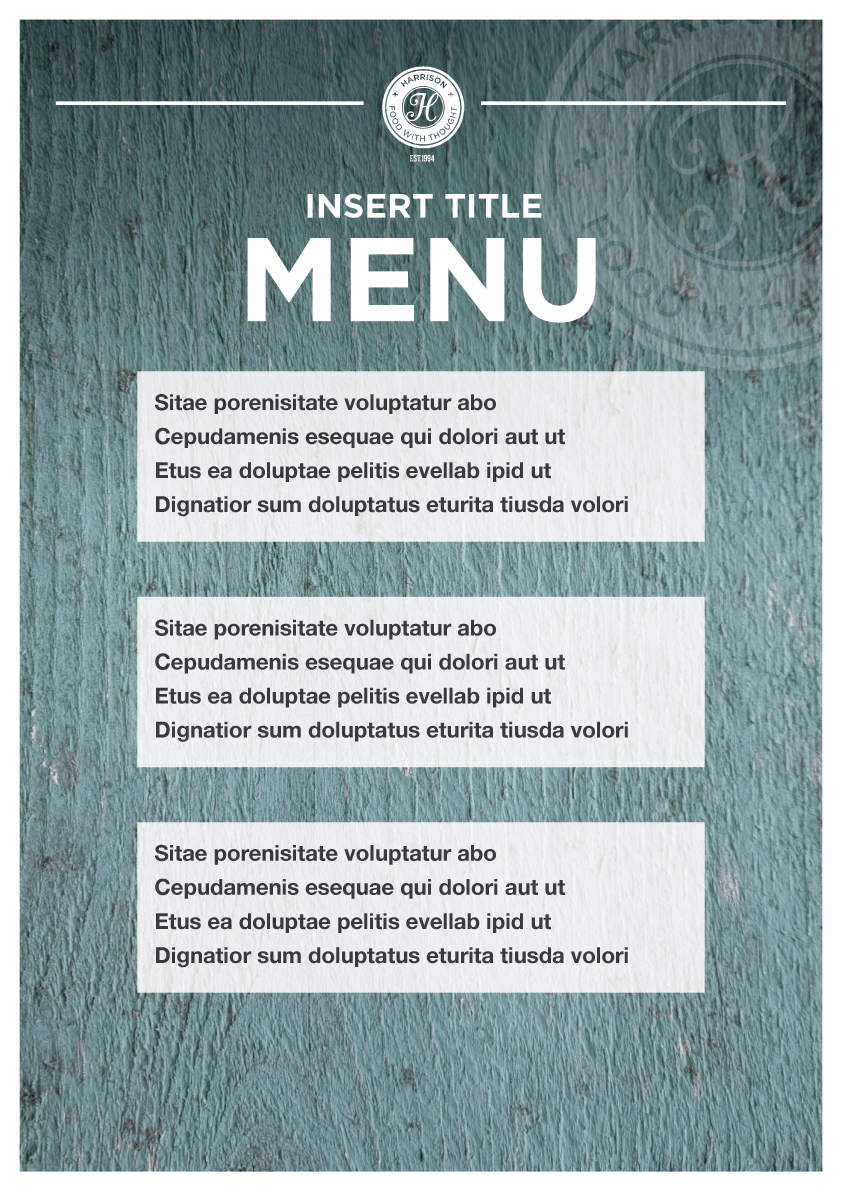 HARRISON
H
FOOD WITH THOUGHT
EST.1994
HARRISON
H
FOOD WITH
INSERT TITLE
MENU
Sitae porenisitate voluptatur abo
Cepudamenis esequae qui dolori aut ut
Etus ea doluptae pelitis evellab ipid ut
Dignatior sum doluptatus eturita tiusda volori
Sitae porenisitate voluptatur abo
Cepudamenis esequae qui dolori aut ut
Etus ea doluptae pelitis evellab ipid ut
Dignatior sum doluptatus eturita tiusda volori
Sitae porenisitate voluptatur abo
Cepudamenis esequae qui dolori aut ut
Etus ea doluptae pelitis evellab ipid ut
Dignatior sum doluptatus eturita tiusda volori